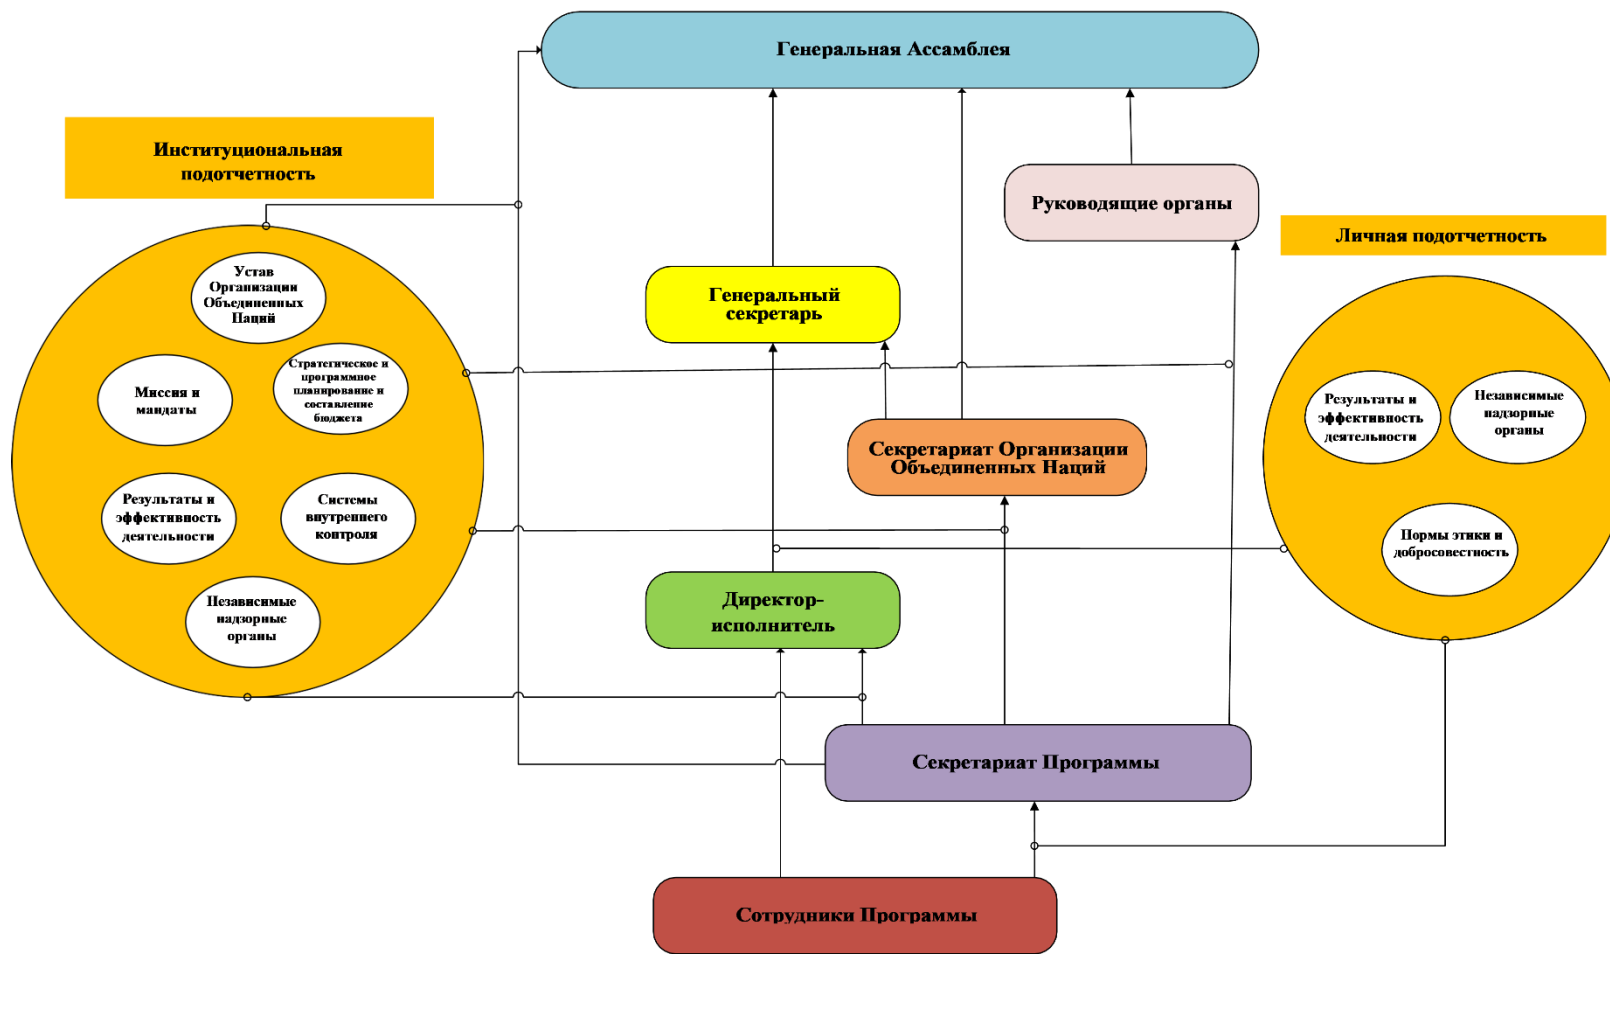 Генеральная Ассамблея
Институциональная
подотчетность
Руководящие органы
Личная подотчетность
Устав
Организации
Объединенных
Наций
Генеральный
секретарь
Стратегическое и
программное
планирование и
составление
бюджета
Миссия и
мандаты
Результаты и
эффективность
деятельности
Независимые
надзорные
органы
Секретариат Организации
Объединенных Наций
Результаты и
эффективность
деятельности
Системы
внутреннего
контроля
Нормы этики и
добросовестность
Независимые
надзорные
органы
Директор-
исполнитель
Секретариат Программы
Сотрудники Программы